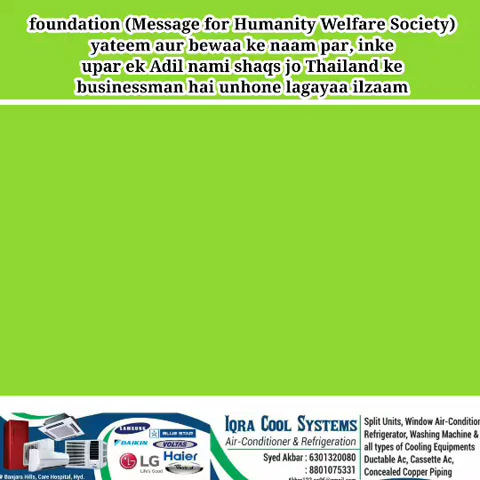 foundation (Message for Humanity Welfare Society)
yateem aur bewaa ke naam par, inke
upar ek Adil nami shaqs jo Thailand ke
businessman hai unhone lagayaa ilzaam
SAMSUNG
BLUE STAR
DAIKIN
VOLTAS
LG
Life's Good
Haier
IQRA COOL SYSTEMS
Air-Conditioner & Refrigeration
Syed Akbar : 6301320080
: 8801075331
Split Units, Window Air-Condition
Refrigerator, Washing Machine &
all types of Cooling Equipments
Ductable Ac, Cassette Ac,
Concealed Copper Piping
# Banjara Hills, Care Hospital, Hyd.